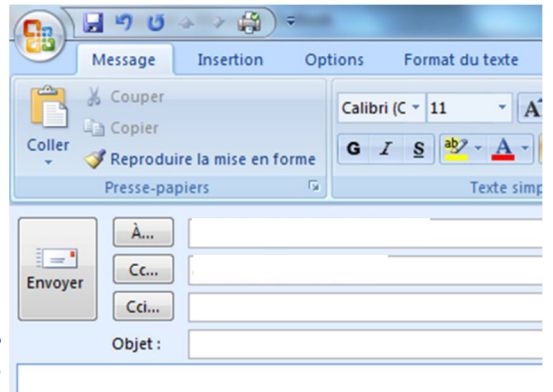 Message Insertion Options Format du texte
Couper
Copier
Coller
Reproduire la mise en forme
Presse-papiers
Calibri (C 11 A
G I S ab A
Texte simp
Envoyer
À...
Cc...
Cci...
Objet :